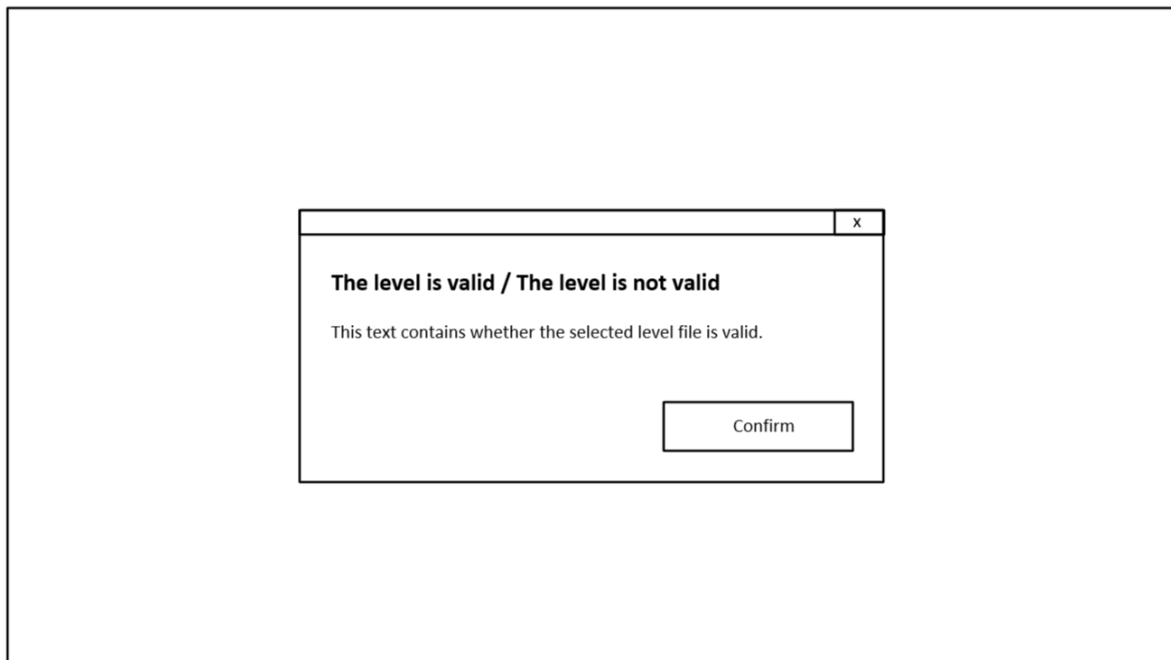 x
The level is valid / The level is not valid
This text contains whether the selected level file is valid.
Confirm